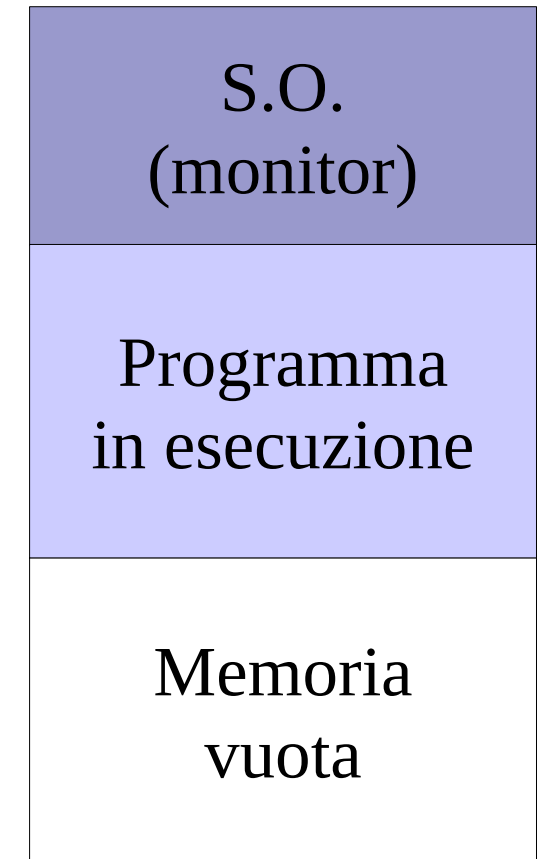 S.O.
(monitor)
Programma
in esecuzione
Memoria
vuota